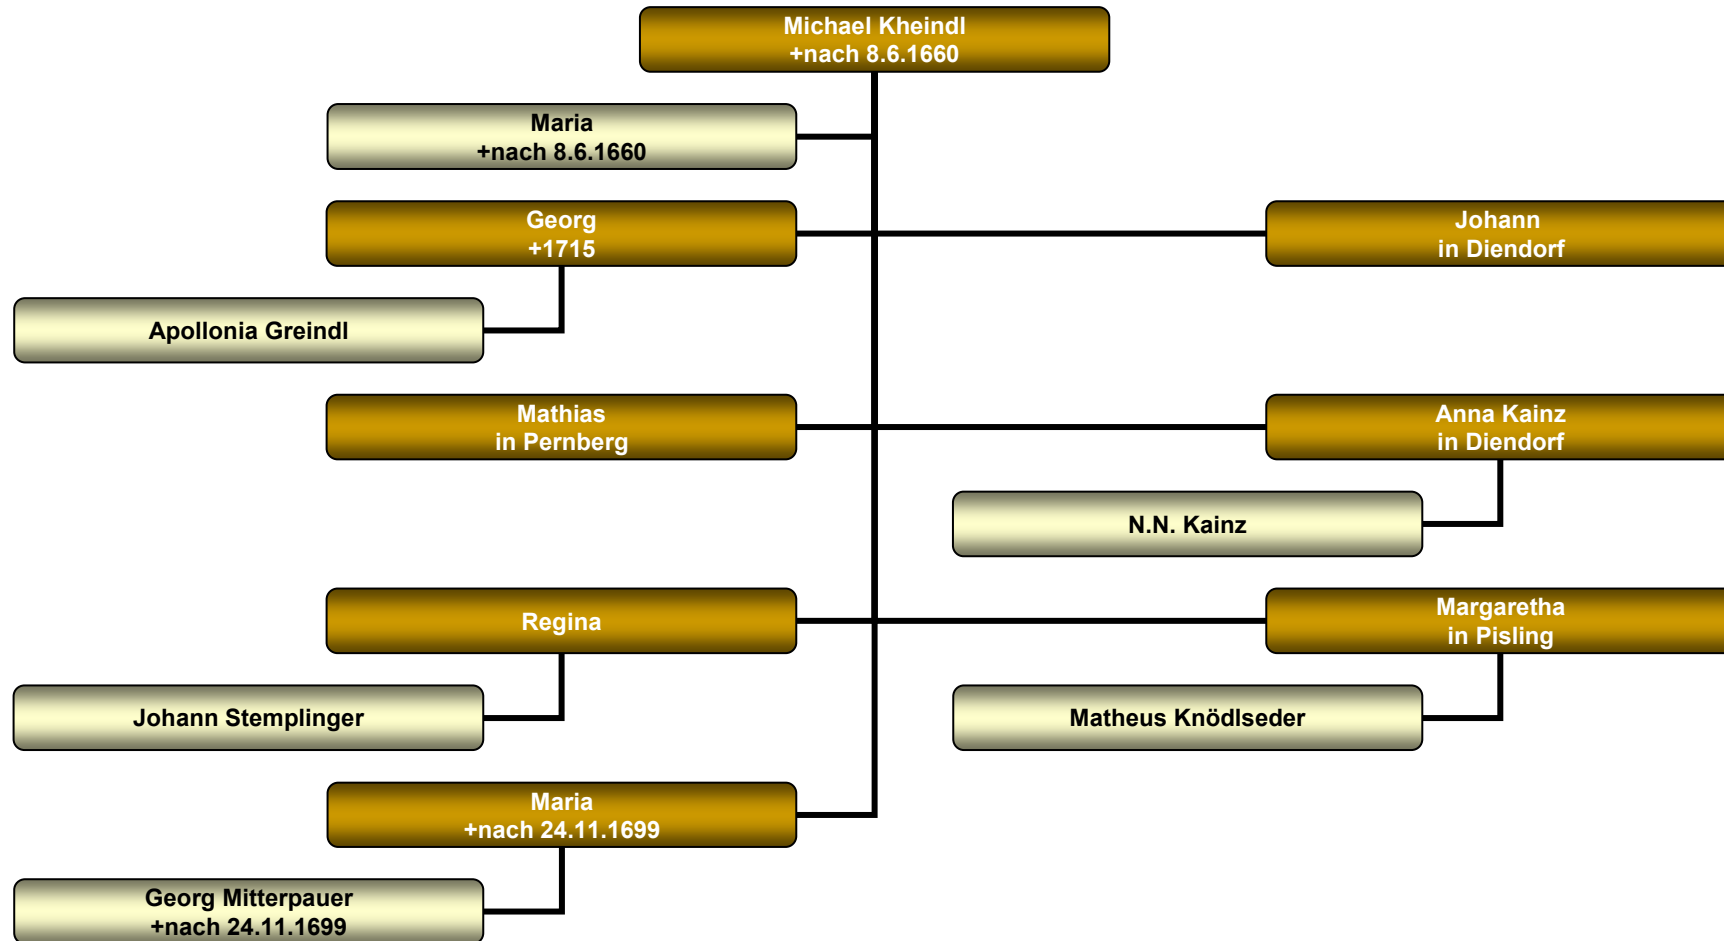 Michael Kheindl
+nach 8.6.1660
Maria
+nach 8.6.1660
Georg
+1715
Johann
in Diendorf
Apollonia Greindl
Mathias
in Pernberg
Anna Kainz
in Diendorf
N.N. Kainz
Regina
Margaretha
in Pisling
Johann Stemplinger
Matheus Knödlseder
Maria
+nach 24.11.1699
Georg Mitterpauer
+nach 24.11.1699